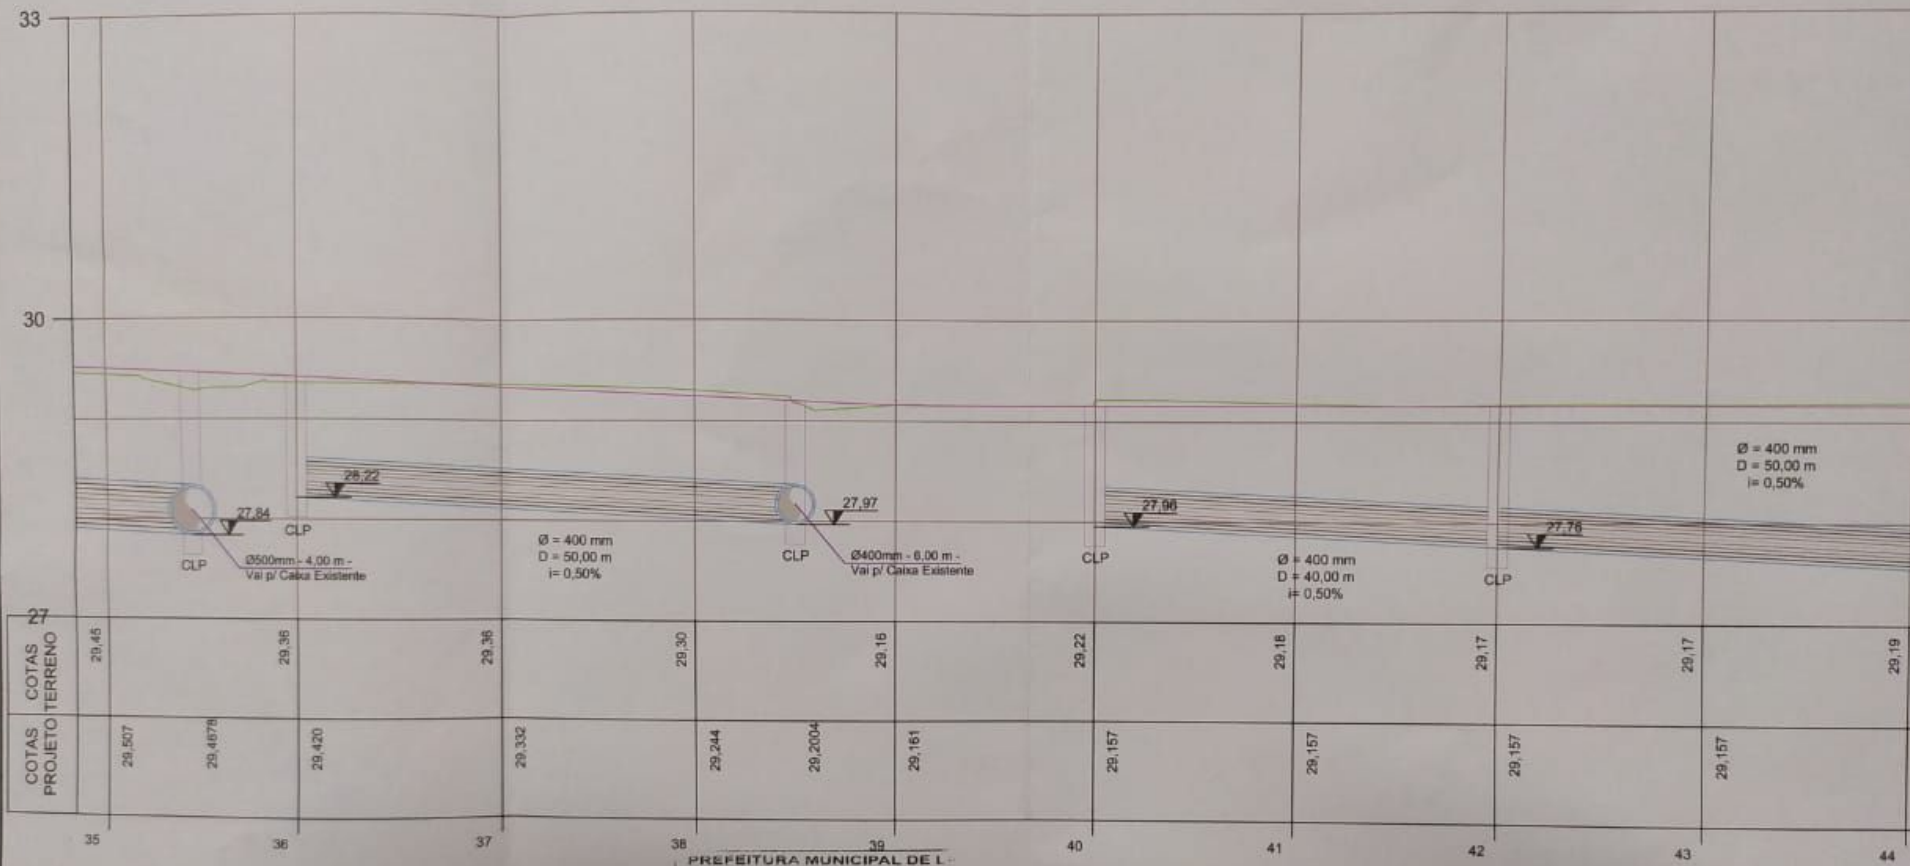 33
30
27
28,22
27,84
27,97
27,96
27,76
CLP
CLP
CLP
CLP
CLP
Ø500mm - 4,00 m -
Vai p/ Caixa Existente
Ø = 400 mm
D = 50,00 m
i= 0,50%
Ø400mm - 6,00 m -
Vai p/ Caixa Existente
Ø = 400 mm
D = 40,00 m
i= 0,50%
Ø = 400 mm
D = 50,00 m
i= 0,50%
COTAS
TERRENO
29,45
29,36
29,36
29,30
29,16
29,22
29,18
29,17
29,17
29,19
COTAS
PROJETO
29,507
29,4678
29,420
29,332
29,244
29,2004
29,161
29,157
29,157
29,157
29,157
35
36
37
38
39
40
41
42
43
44
PREFEITURA MUNICIPAL DE